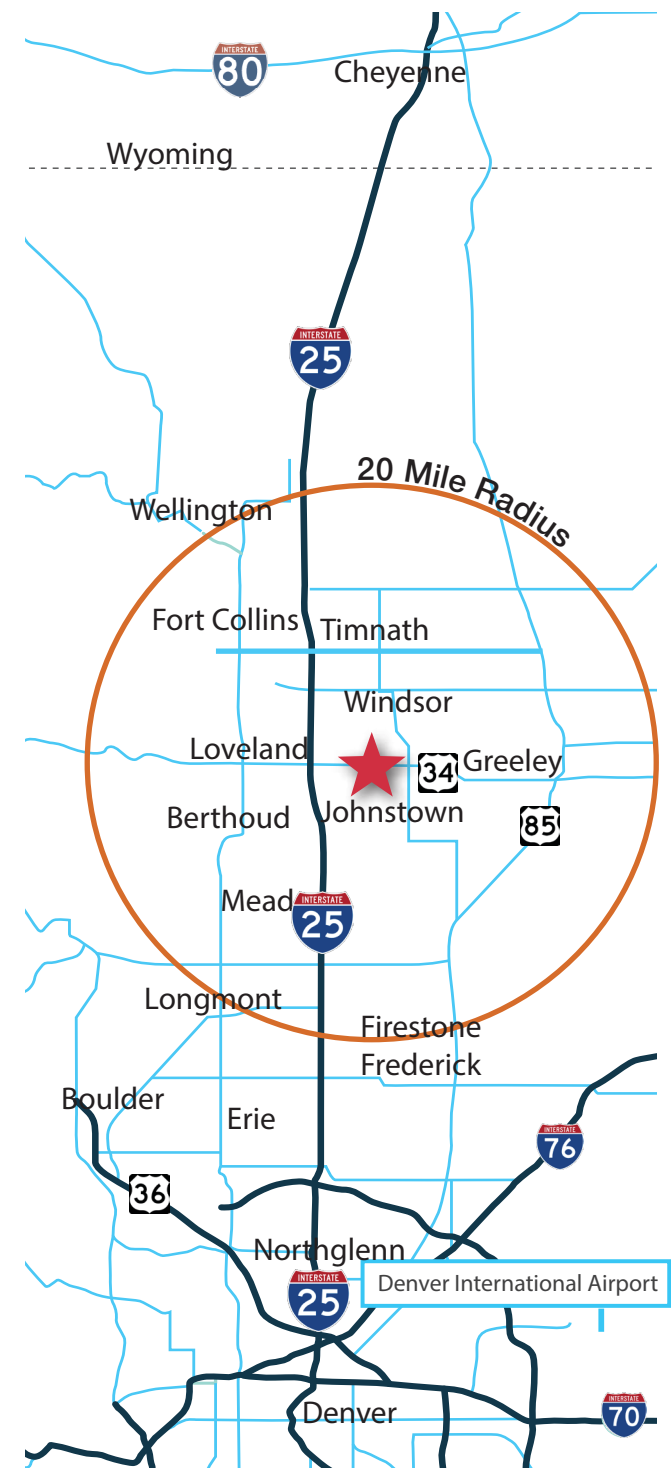 INTERSTATE
80
Cheyenne
Wyoming
INTERSTATE
25
20 Mile Radius
Wellington
Fort Collins
Timnath
Windsor
Loveland
34
Greeley
Johnstown
Berthoud
85
Mead
INTERSTATE
25
Longmont
Firestone
Frederick
Boulder
Erie
INTERSTATE
76
36
Northglenn
INTERSTATE
25
Denver International Airport
Denver
INTERSTATE
70